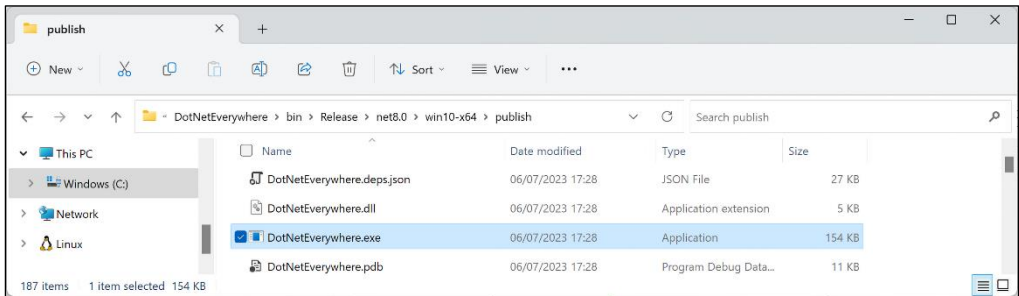 publish
New Sort View •••
« DotNetEverywhere > bin > Release > net8.0 > win10-x64 > publish Search publish
This PC Name Date modified Type Size
Windows (C:) DotNetEverywhere.deps.json 06/07/2023 17:28 JSON File 27 KB
Network DotNetEverywhere.dll 06/07/2023 17:28 Application extension 5 KB
Linux DotNetEverywhere.exe 06/07/2023 17:28 Application 154 KB
DotNetEverywhere.pdb 06/07/2023 17:28 Program Debug Data... 11 KB
187 items 1 item selected 154 KB